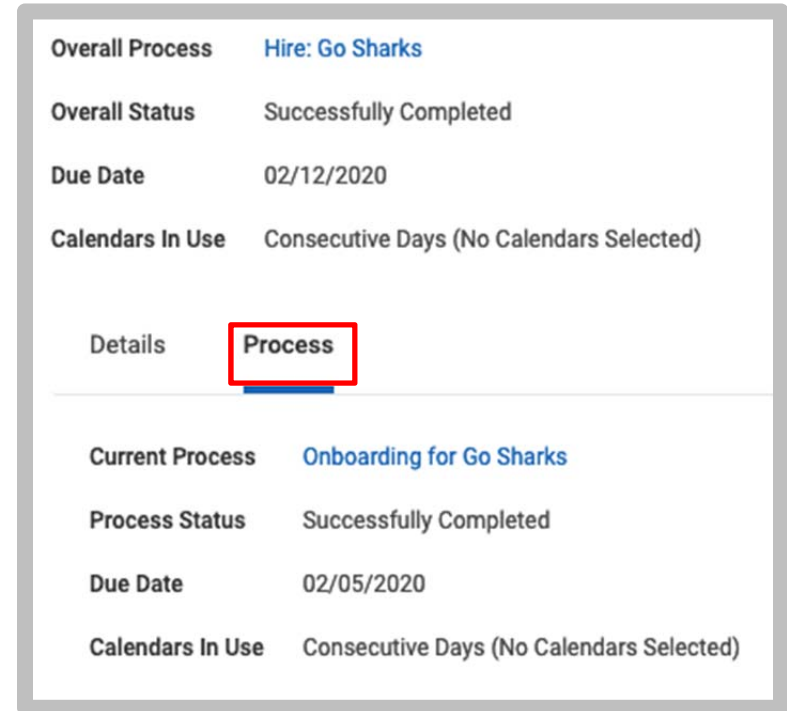 Overall Process Hire: Go Sharks
Overall Status Successfully Completed
Due Date 02/12/2020
Calendars In Use Consecutive Days (No Calendars Selected)
Details Process
Current Process Onboarding for Go Sharks
Process Status Successfully Completed
Due Date 02/05/2020
Calendars In Use Consecutive Days (No Calendars Selected)